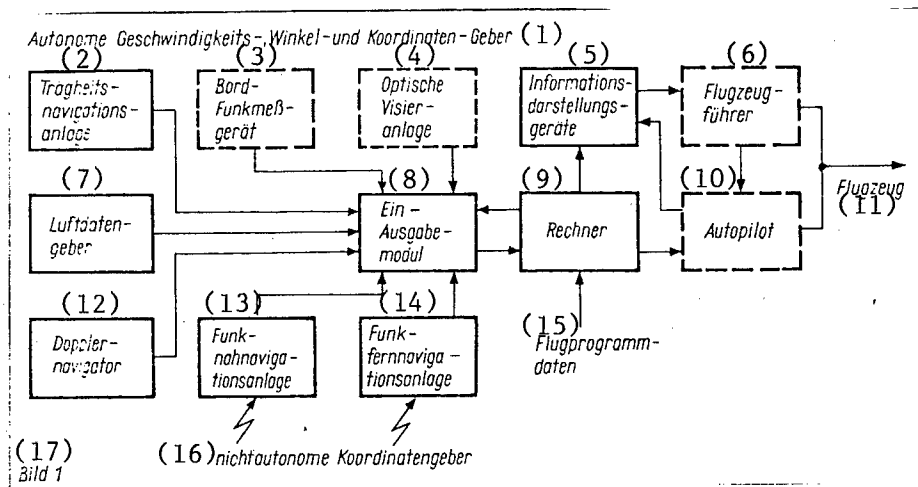 Autonome Geschwindigkeits-, Winkel- und Koordinaten-Geber (1)
(2)
Trägheits-
navigations-
anlage
(3)
Bord-
Funkmeß-
gerät
(4)
Optische
Visier-
anlage
(5)
Informations-
darstellungs-
geräte
(6)
Flugzeug-
führer
(7)
Luftdaten-
geber
(8)
Ein-
Ausgabe-
modul
(9)
Rechner
(10)
Autopilot
Flugzeug
(11)
(12)
Doppler-
navigator
(13)
Funk-
nahnaviga-
tionsanlage
(14)
Funk-
fernnaviga-
tionsanlage
(15)
Flugprogramm-
daten
(16) nichtautonome Koordinatengeber
(17)
Bild 1